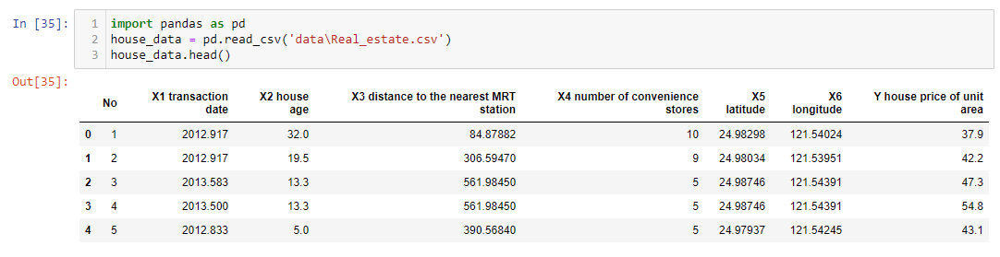 In [35]:
1 import pandas as pd
2 house_data = pd.read_csv('data\Real_estate.csv')
3 house_data.head()
Out[35]:
No X1 transaction date X2 house age X3 distance to the nearest MRT station X4 number of convenience stores X5 latitude X6 longitude Y house price of unit area
0 1 2012.917 32.0 84.87882 10 24.98298 121.54024 37.9
1 2 2012.917 19.5 306.59470 9 24.98034 121.53951 42.2
2 3 2013.583 13.3 561.98450 5 24.98746 121.54391 47.3
3 4 2013.500 13.3 561.98450 5 24.98746 121.54391 54.8
4 5 2012.833 5.0 390.56840 5 24.97937 121.54245 43.1